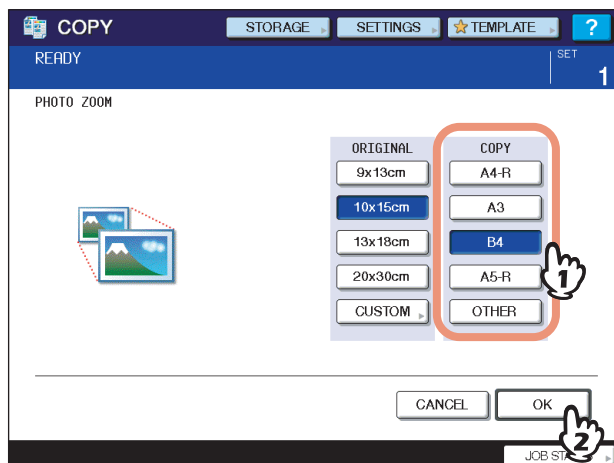 COPY STORAGE SETTINGS TEMPLATE ?
READY SET
1
PHOTO ZOOM
ORIGINAL COPY
9x13cm A4-R
10x15cm A3
13x18cm B4
1
20x30cm A5-R
CUSTOM OTHER
CANCEL OK
2
JOB